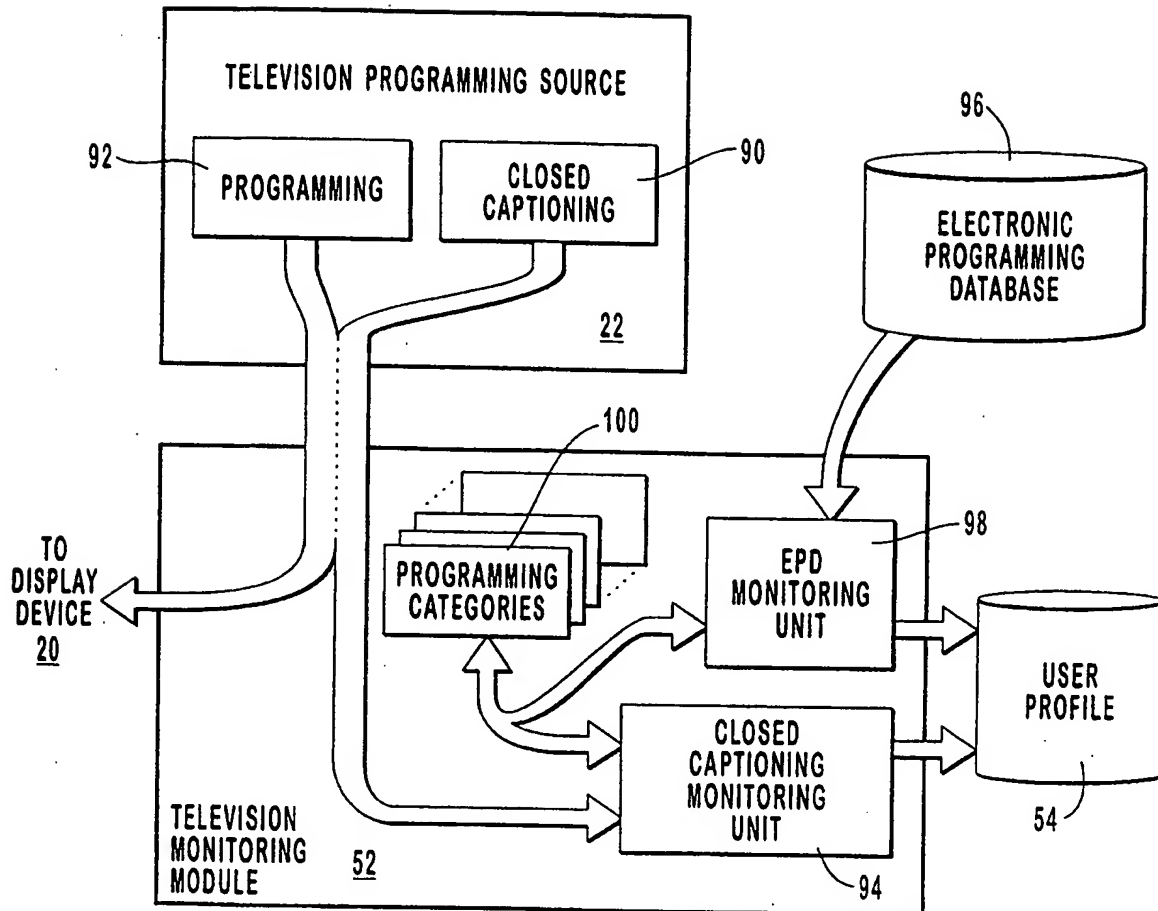 TELEVISION PROGRAMMING SOURCE
92
PROGRAMMING
90
CLOSED
CAPTIONING
22
96
ELECTRONIC
PROGRAMMING
DATABASE
100
PROGRAMMING
CATEGORIES
98
EPD
MONITORING
UNIT
TO
DISPLAY
DEVICE
20
USER
PROFILE
54
CLOSED
CAPTIONING
MONITORING
UNIT
94
TELEVISION
MONITORING
MODULE
52